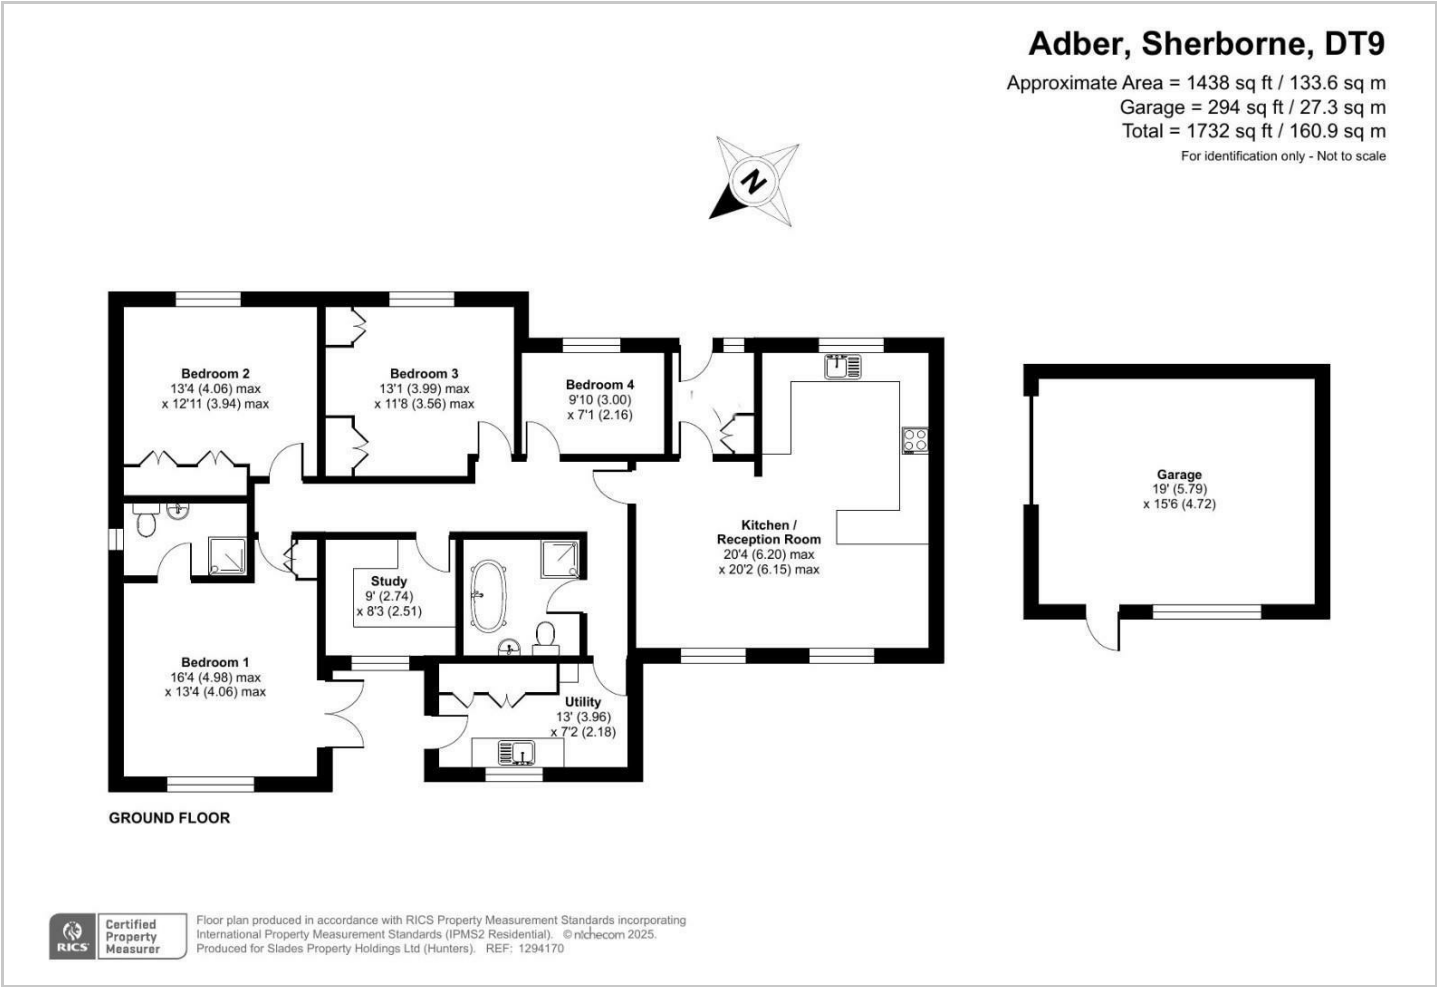 Adber, Sherborne, DT9
Approximate Area = 1438 sq ft / 133.6 sq m
Garage = 294 sq ft / 27.3 sq m
Total = 1732 sq ft / 160.9 sq m
For identification only - Not to scale
N
Bedroom 2
13'4 (4.06) max
x 12'11 (3.94) max
Bedroom 3
13'1 (3.99) max
x 11'8 (3.56) max
Bedroom 4
9'10 (3.00)
x 7'1 (2.16)
Kitchen /
Reception Room
20'4 (6.20) max
x 20'2 (6.15) max
Garage
19' (5.79)
x 15'6 (4.72)
Study
9' (2.74)
x 8'3 (2.51)
Bedroom 1
16'4 (4.98) max
x 13'4 (4.06) max
Utility
13' (3.96)
x 7'2 (2.18)
GROUND FLOOR
RICS
Certified
Property
Measurer
Floor plan produced in accordance with RICS Property Measurement Standards incorporating
International Property Measurement Standards (IPMS2 Residential). © nichecom 2025.
Produced for Slades Property Holdings Ltd (Hunters). REF: 1294170